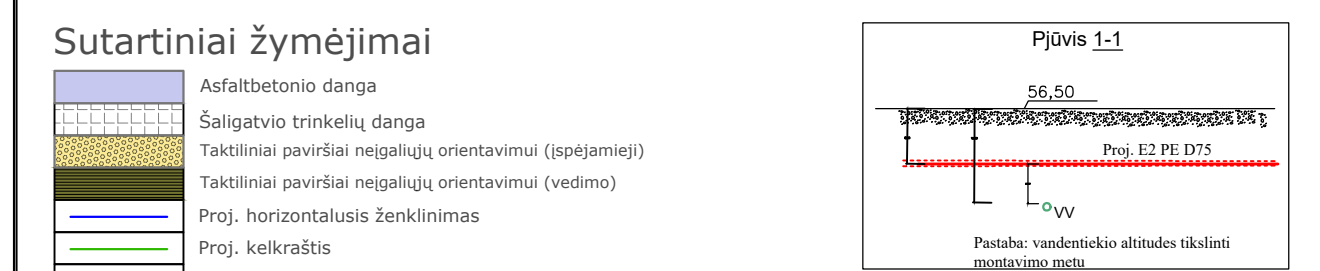 Sutartiniai žymėjimai
Asfaltbetonio danga
Šaligatvio trinkelių danga
Taktiliniai paviršiai neįgaliųjų orientavimui (įspėjamieji)
Taktiliniai paviršiai neįgaliųjų orientavimui (vedimo)
Proj. horizontalusis ženklinimas
Proj. kelkraštis
Pjūvis 1-1
56,50
Proj. E2 PE D75
VV
Pastaba: vandentiekio altitudes tikslinti
montavimo metu